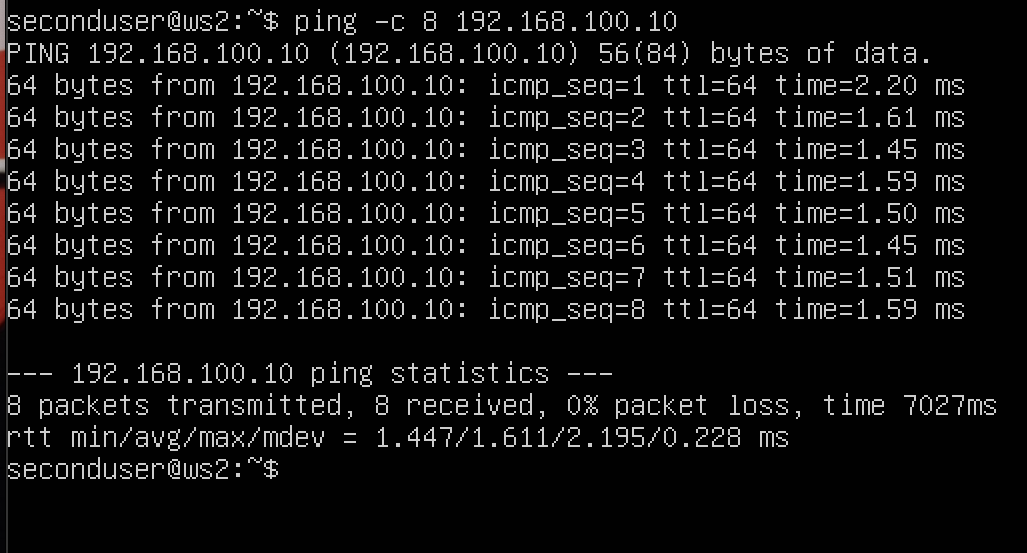 seconduser@ws2:~$ ping -c 8 192.168.100.10
PING 192.168.100.10 (192.168.100.10) 56(84) bytes of data.
64 bytes from 192.168.100.10: icmp_seq=1 ttl=64 time=2.20 ms
64 bytes from 192.168.100.10: icmp_seq=2 ttl=64 time=1.61 ms
64 bytes from 192.168.100.10: icmp_seq=3 ttl=64 time=1.45 ms
64 bytes from 192.168.100.10: icmp_seq=4 ttl=64 time=1.59 ms
64 bytes from 192.168.100.10: icmp_seq=5 ttl=64 time=1.50 ms
64 bytes from 192.168.100.10: icmp_seq=6 ttl=64 time=1.45 ms
64 bytes from 192.168.100.10: icmp_seq=7 ttl=64 time=1.51 ms
64 bytes from 192.168.100.10: icmp_seq=8 ttl=64 time=1.59 ms

--- 192.168.100.10 ping statistics ---
8 packets transmitted, 8 received, 0% packet loss, time 7027ms
rtt min/avg/max/mdev = 1.447/1.611/2.195/0.228 ms
seconduser@ws2:~$